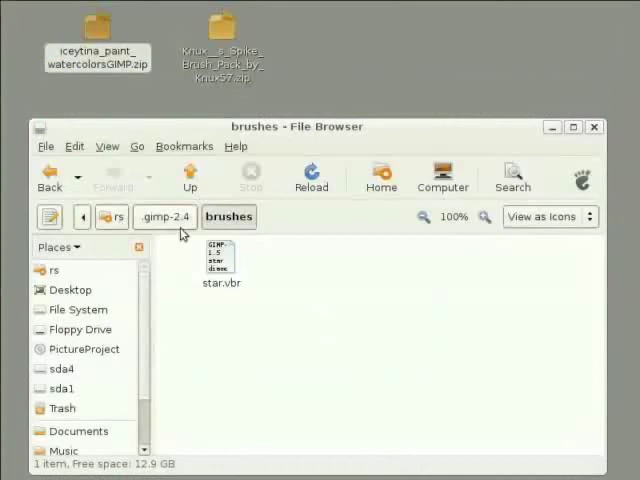 iceytina_paint_
watercolorsGIMP.zip
Knux__s_Spike_
Brush_Pack_by_
Knux57.zip
brushes - File Browser
File Edit View Go Bookmarks Help
Back Forward Up Stop Reload Home Computer Search
rs .gimp-2.4 brushes 100% View as Icons
Places
rs
Desktop
File System
Floppy Drive
PictureProject
sda4
sda1
Trash
Documents
Music
GIMP-
1.5
star
star.vbr
1 item, Free space: 12.9 GB